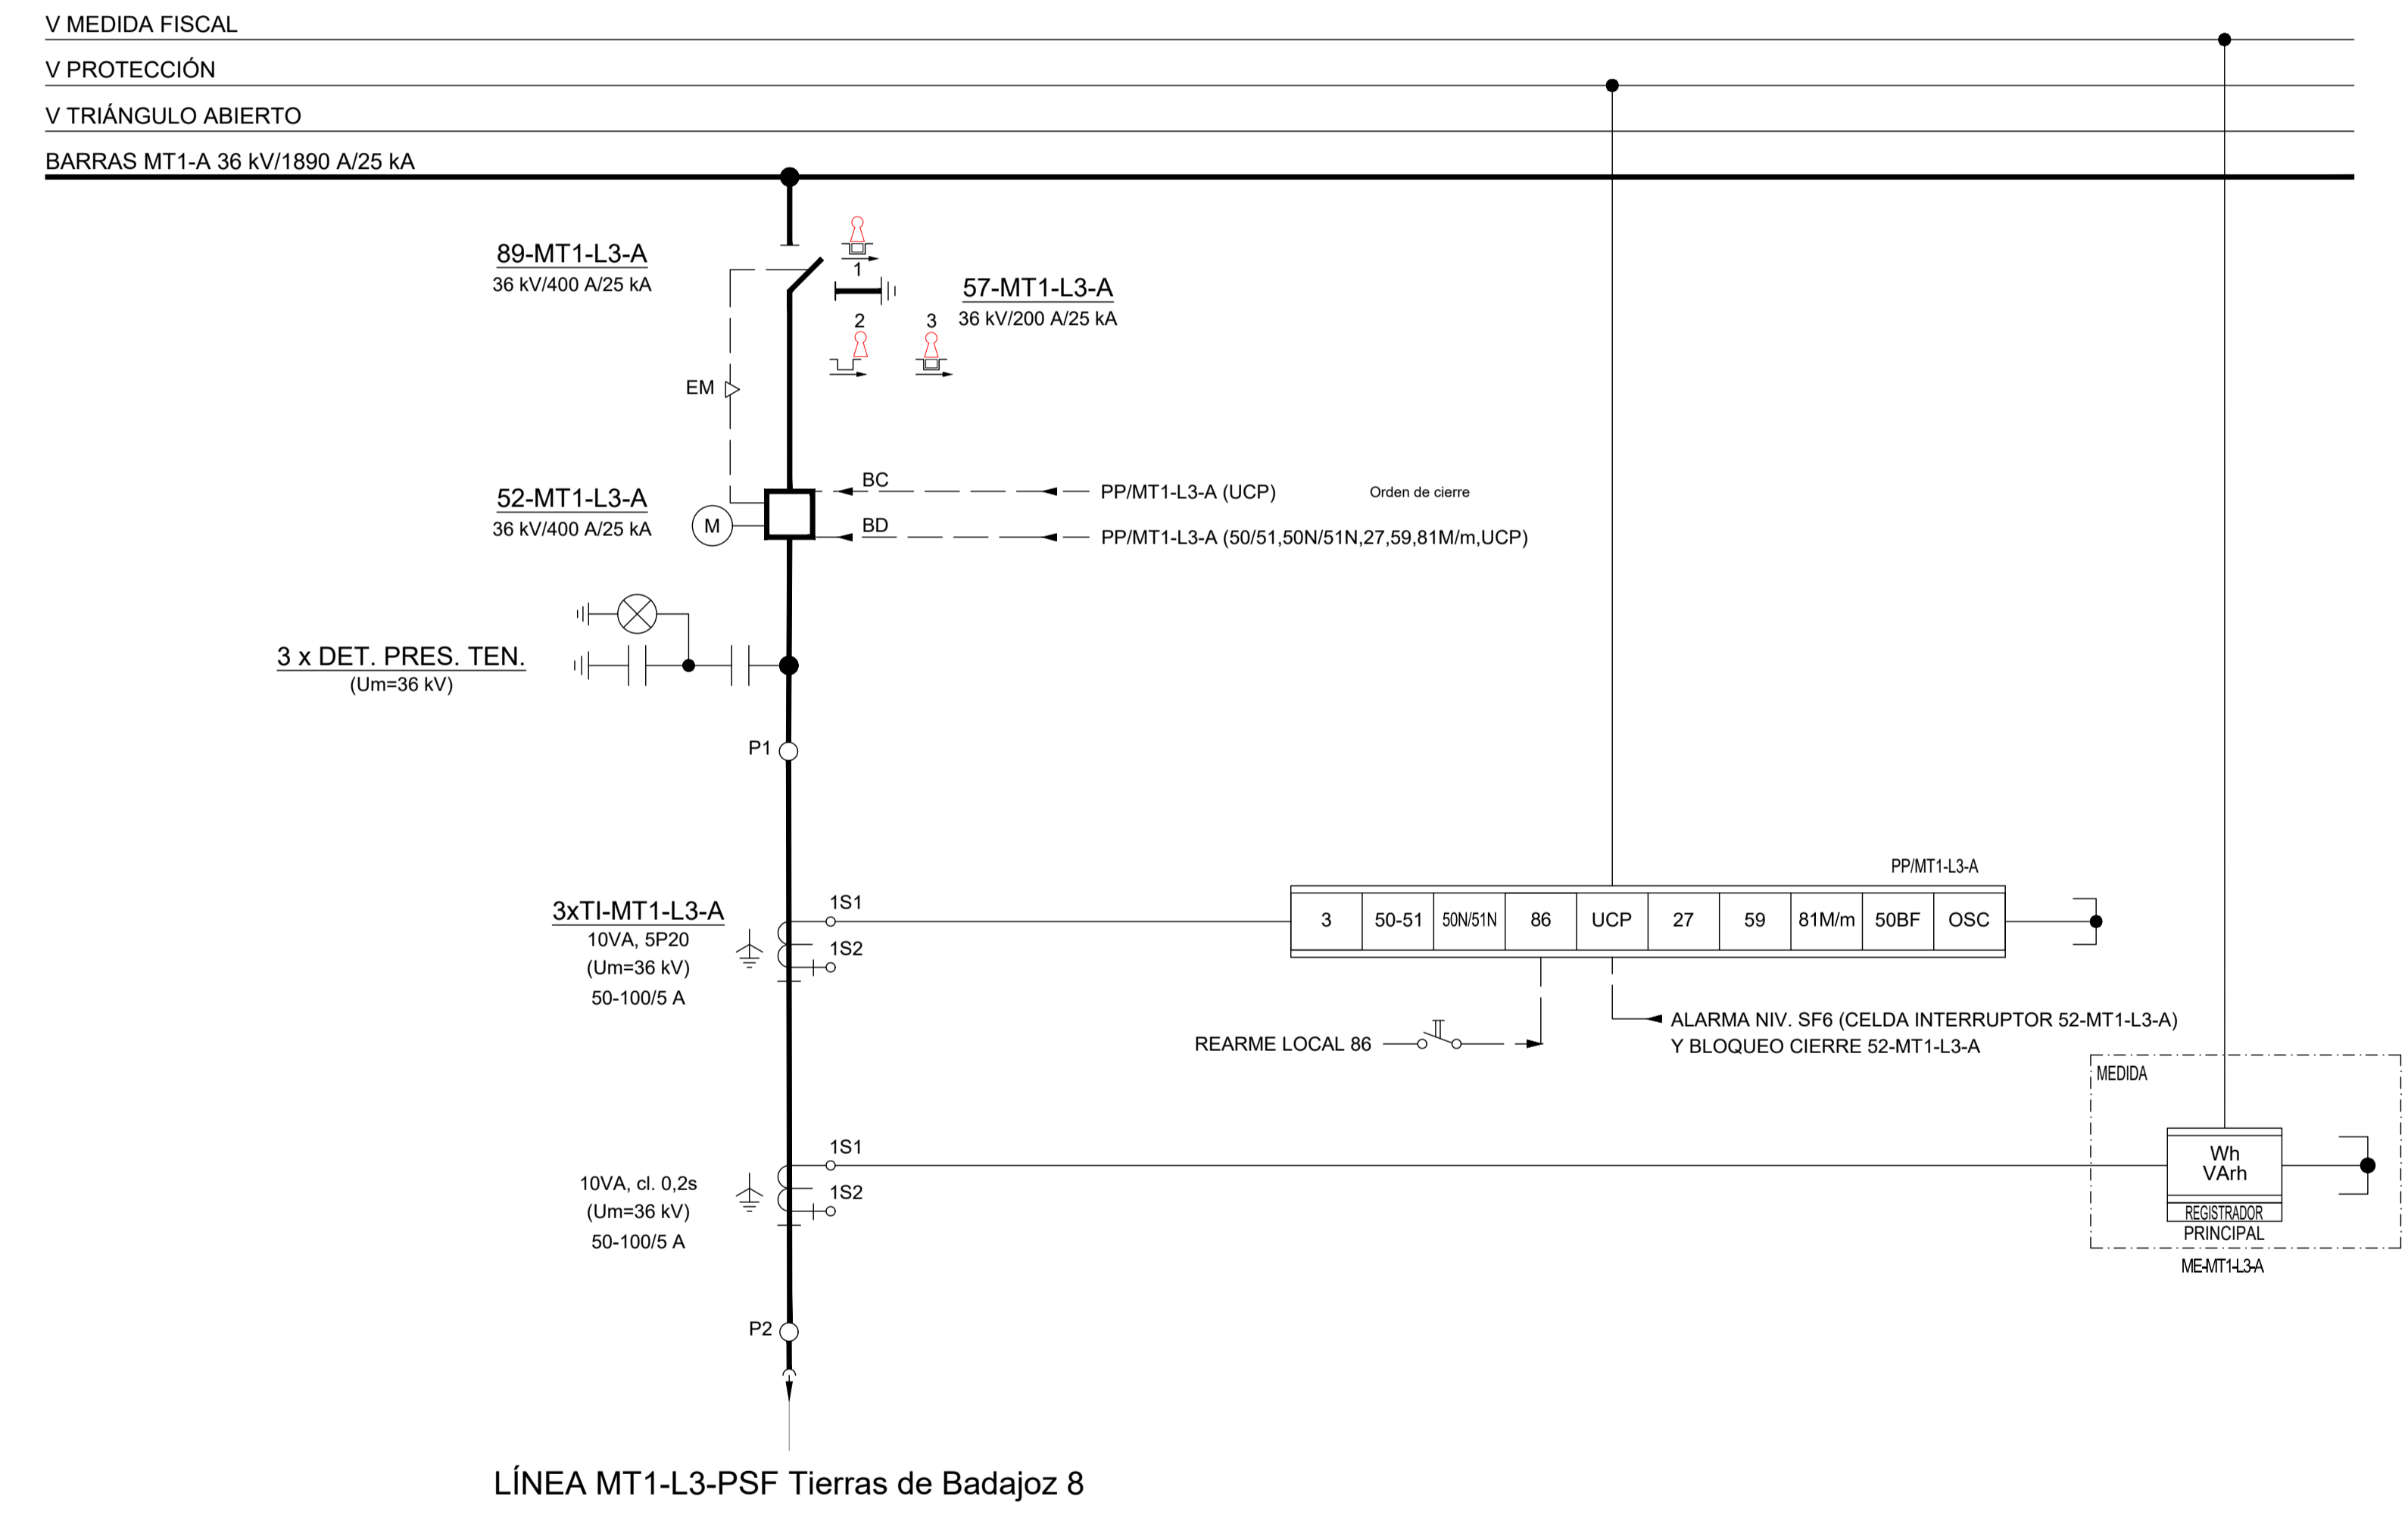 V MEDIDA FISCAL
V PROTECCIÓN
V TRIÁNGULO ABIERTO
BARRAS MT1-A 36 kV/1890 A/25 kA
89-MT1-L3-A
36 kV/400 A/25 kA
1
57-MT1-L3-A
36 kV/200 A/25 kA
2
3
EM
52-MT1-L3-A
36 kV/400 A/25 kA
M
BC
PP/MT1-L3-A (UCP)
Orden de cierre
BD
PP/MT1-L3-A (50/51,50N/51N,27,59,81M/m,UCP)
3 x DET. PRES. TEN.
(Um=36 kV)
P1
3xTI-MT1-L3-A
10VA, 5P20
(Um=36 kV)
50-100/5 A
1S1
1S2
PP/MT1-L3-A
3 50-51 50N/51N 86 UCP 27 59 81M/m 50BF OSC
REARME LOCAL 86
ALARMA NIV. SF6 (CELDA INTERRUPTOR 52-MT1-L3-A)
Y BLOQUEO CIERRE 52-MT1-L3-A
10VA, cl. 0,2s
(Um=36 kV)
50-100/5 A
1S1
1S2
MEDIDA
Wh
VArh
REGISTRADOR
PRINCIPAL
ME-MT1-L3-A
P2
LÍNEA MT1-L3-PSF Tierras de Badajoz 8